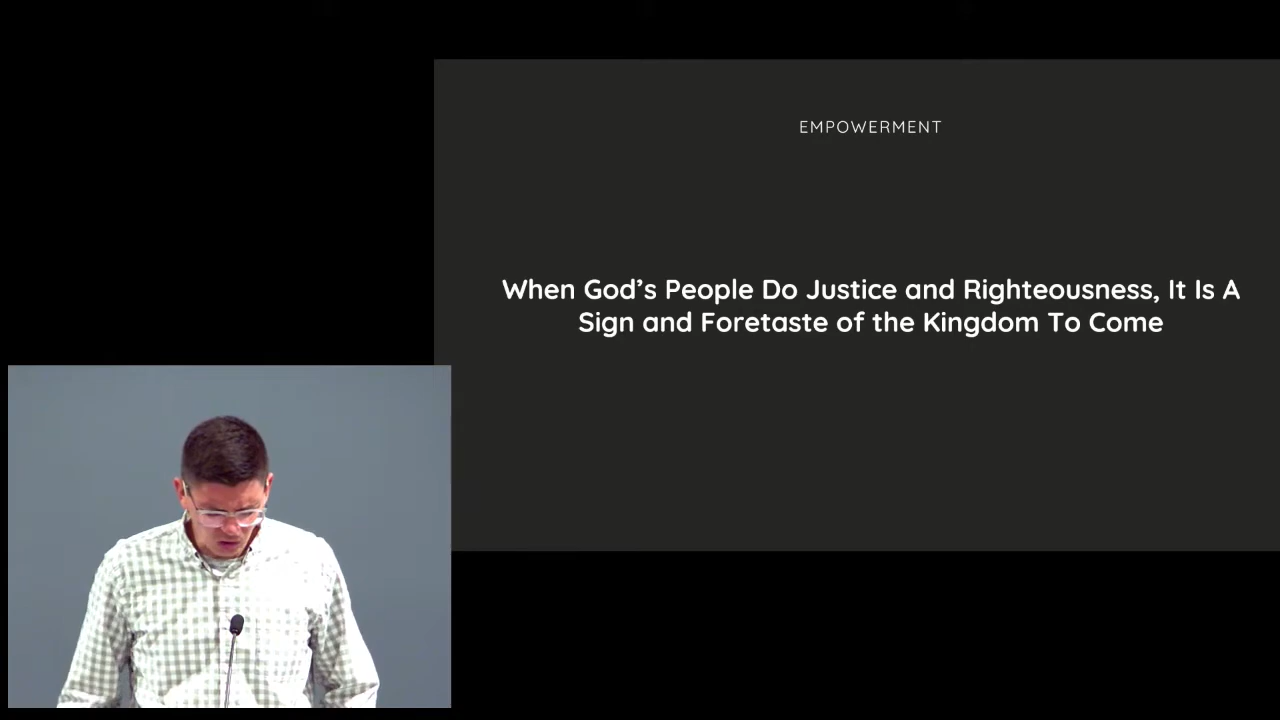 EMPOWERMENT
When God’s People Do Justice and Righteousness, It Is A
Sign and Foretaste of the Kingdom To Come